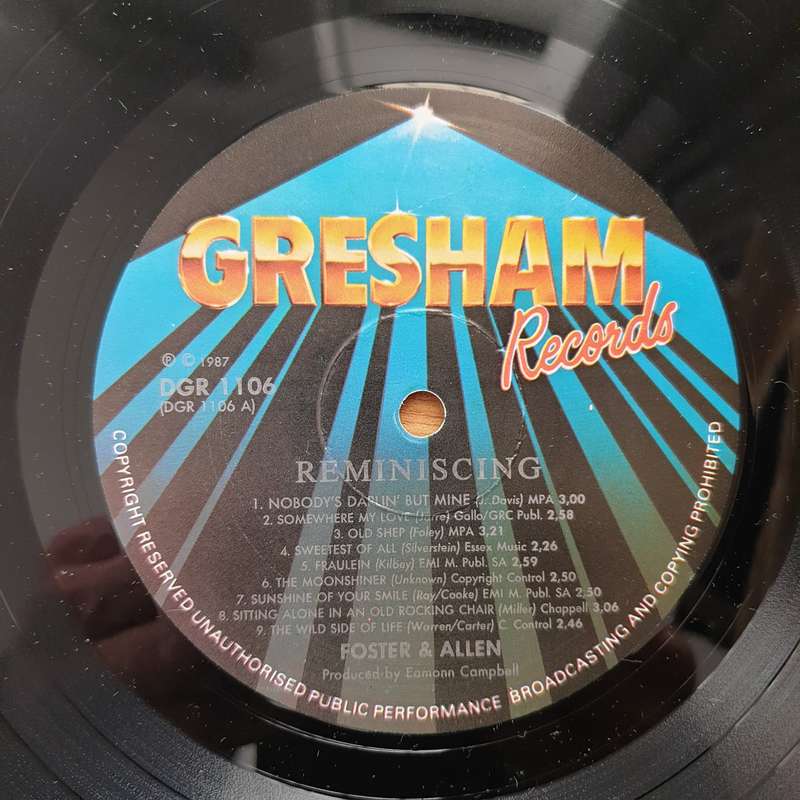 GRESHAM
Records
℗ © 1987
DGR 1106
(DGR 1106 A)
REMINISCING
1. NOBODY'S DARLIN' BUT MINE (J. Davis) MPA 3,00
2. SOMEWHERE MY LOVE (Jarre) Gallo/GRC Publ. 2,58
3. OLD SHEP (Foley) MPA 3,21
4. SWEETEST OF ALL (Silverstein) Essex Music 2,26
5. FRAULEIN (Kilbey) EMI M. Publ. SA 2,59
6. THE MOONSHINER (Unknown) Copyright Control 2,50
7. SUNSHINE OF YOUR SMILE (Ray/Cooke) EMI M. Publ. SA 2,50
8. SITTING ALONE IN AN OLD ROCKING CHAIR (Miller) Chappell 3,06
9. THE WILD SIDE OF LIFE (Warren/Carter) C. Control 2,46
FOSTER & ALLEN
Produced by Eamonn Campbell
COPYRIGHT RESERVED UNAUTHORISED PUBLIC PERFORMANCE BROADCASTING AND COPYING PROHIBITED